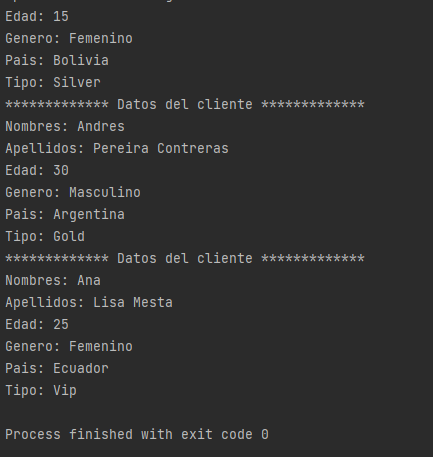 Edad: 15
Genero: Femenino
Pais: Bolivia
Tipo: Silver
************* Datos del cliente *************
Nombres: Andres
Apellidos: Pereira Contreras
Edad: 30
Genero: Masculino
Pais: Argentina
Tipo: Gold
************* Datos del cliente *************
Nombres: Ana
Apellidos: Lisa Mesta
Edad: 25
Genero: Femenino
Pais: Ecuador
Tipo: Vip
Process finished with exit code 0